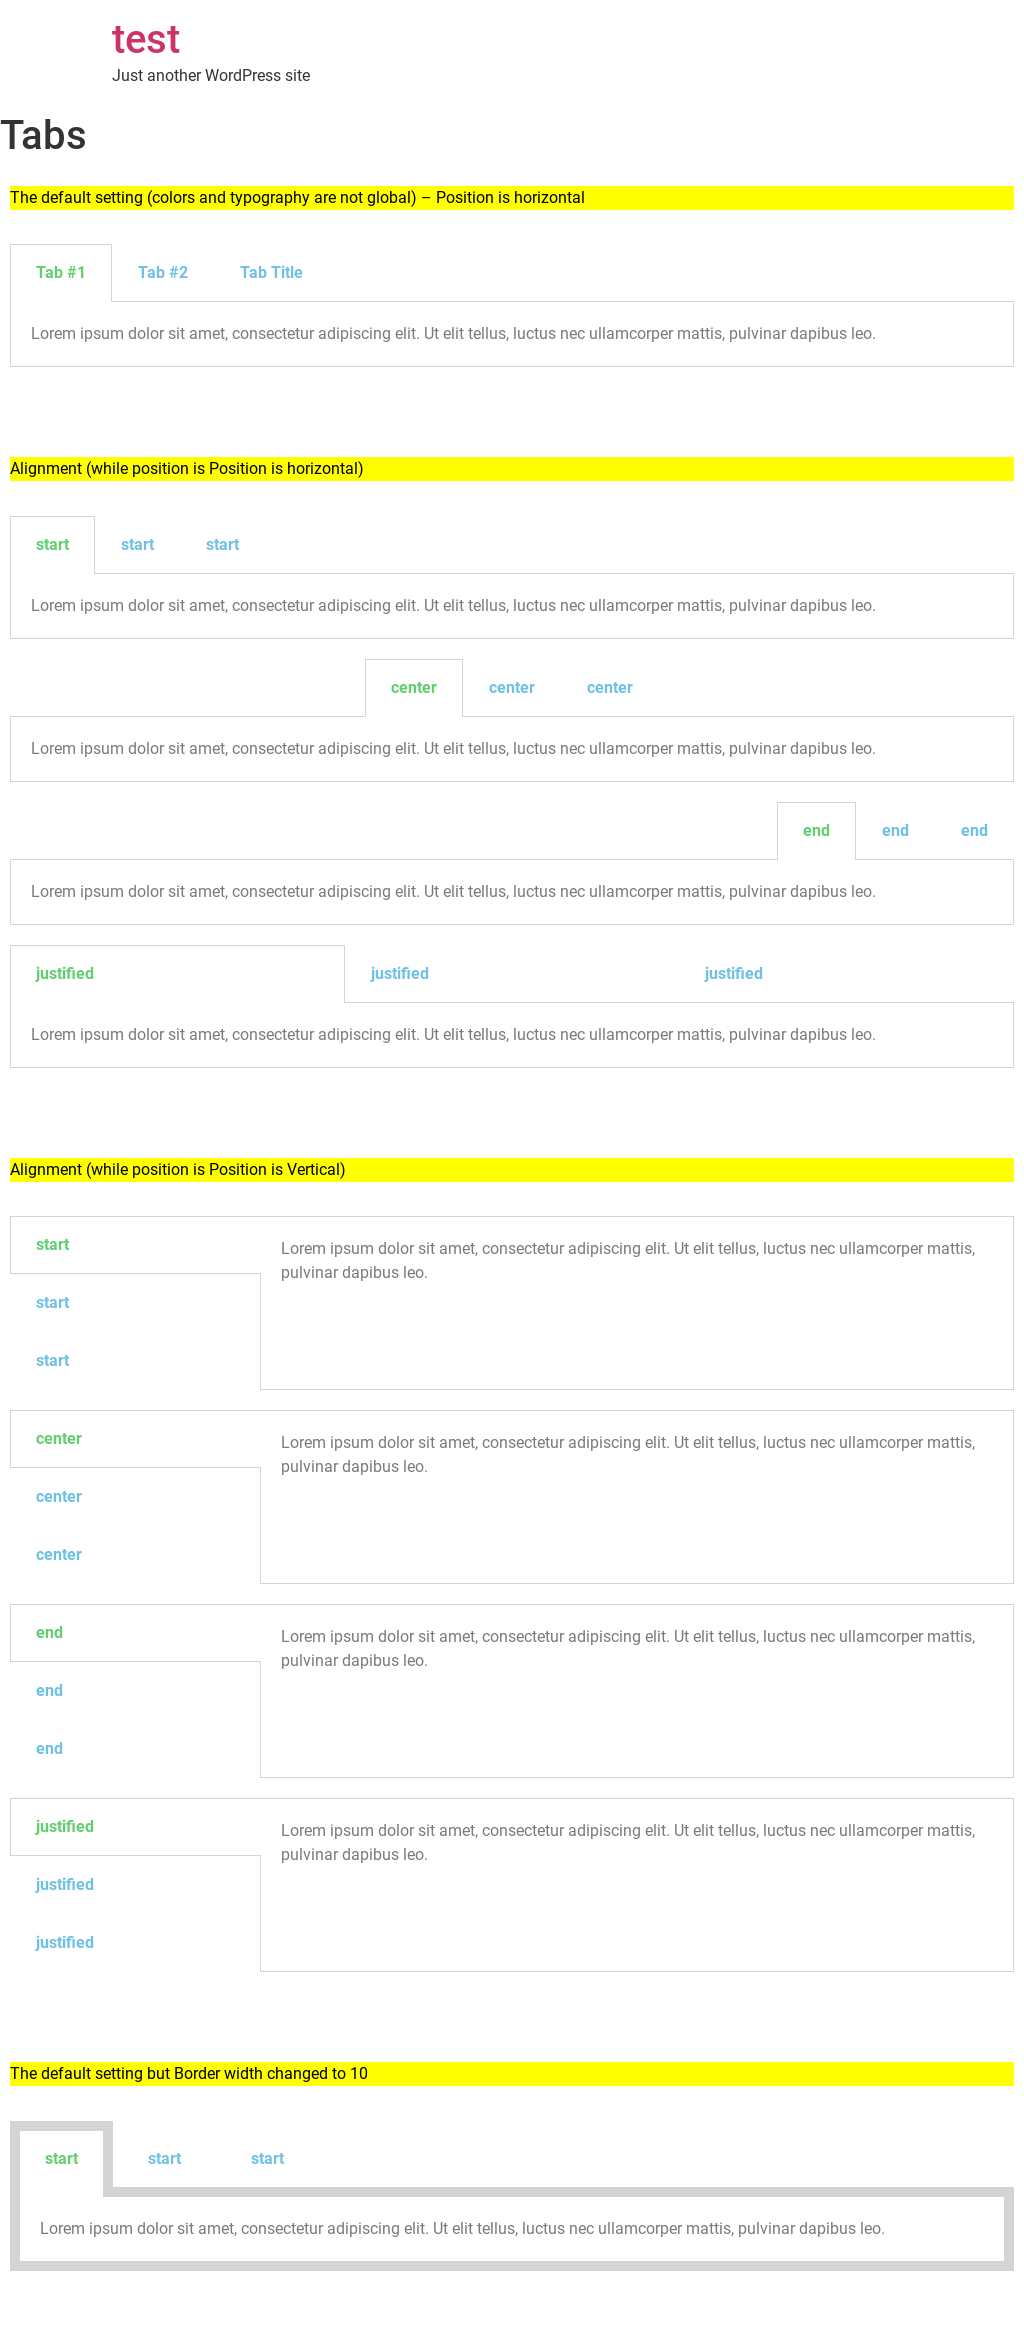 test
Just another WordPress site
Tabs
The default setting (colors and typography are not global) – Position is horizontal
Tab #1 Tab #2 Tab Title
Lorem ipsum dolor sit amet, consectetur adipiscing elit. Ut elit tellus, luctus nec ullamcorper mattis, pulvinar dapibus leo.
Alignment (while position is Position is horizontal)
start start start
Lorem ipsum dolor sit amet, consectetur adipiscing elit. Ut elit tellus, luctus nec ullamcorper mattis, pulvinar dapibus leo.
center center center
Lorem ipsum dolor sit amet, consectetur adipiscing elit. Ut elit tellus, luctus nec ullamcorper mattis, pulvinar dapibus leo.
end end end
Lorem ipsum dolor sit amet, consectetur adipiscing elit. Ut elit tellus, luctus nec ullamcorper mattis, pulvinar dapibus leo.
justified justified justified
Lorem ipsum dolor sit amet, consectetur adipiscing elit. Ut elit tellus, luctus nec ullamcorper mattis, pulvinar dapibus leo.
Alignment (while position is Position is Vertical)
start
start
start
Lorem ipsum dolor sit amet, consectetur adipiscing elit. Ut elit tellus, luctus nec ullamcorper mattis,
pulvinar dapibus leo.
center
center
center
Lorem ipsum dolor sit amet, consectetur adipiscing elit. Ut elit tellus, luctus nec ullamcorper mattis,
pulvinar dapibus leo.
end
end
end
Lorem ipsum dolor sit amet, consectetur adipiscing elit. Ut elit tellus, luctus nec ullamcorper mattis,
pulvinar dapibus leo.
justified
justified
justified
Lorem ipsum dolor sit amet, consectetur adipiscing elit. Ut elit tellus, luctus nec ullamcorper mattis,
pulvinar dapibus leo.
The default setting but Border width changed to 10
start start start
Lorem ipsum dolor sit amet, consectetur adipiscing elit. Ut elit tellus, luctus nec ullamcorper mattis, pulvinar dapibus leo.